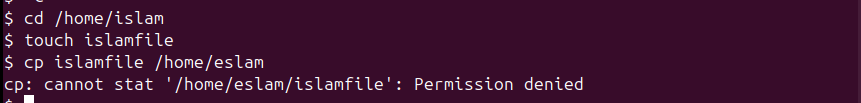 $ cd /home/islam
$ touch islamfile
$ cp islamfile /home/eslam
cp: cannot stat '/home/eslam/islamfile': Permission denied
$